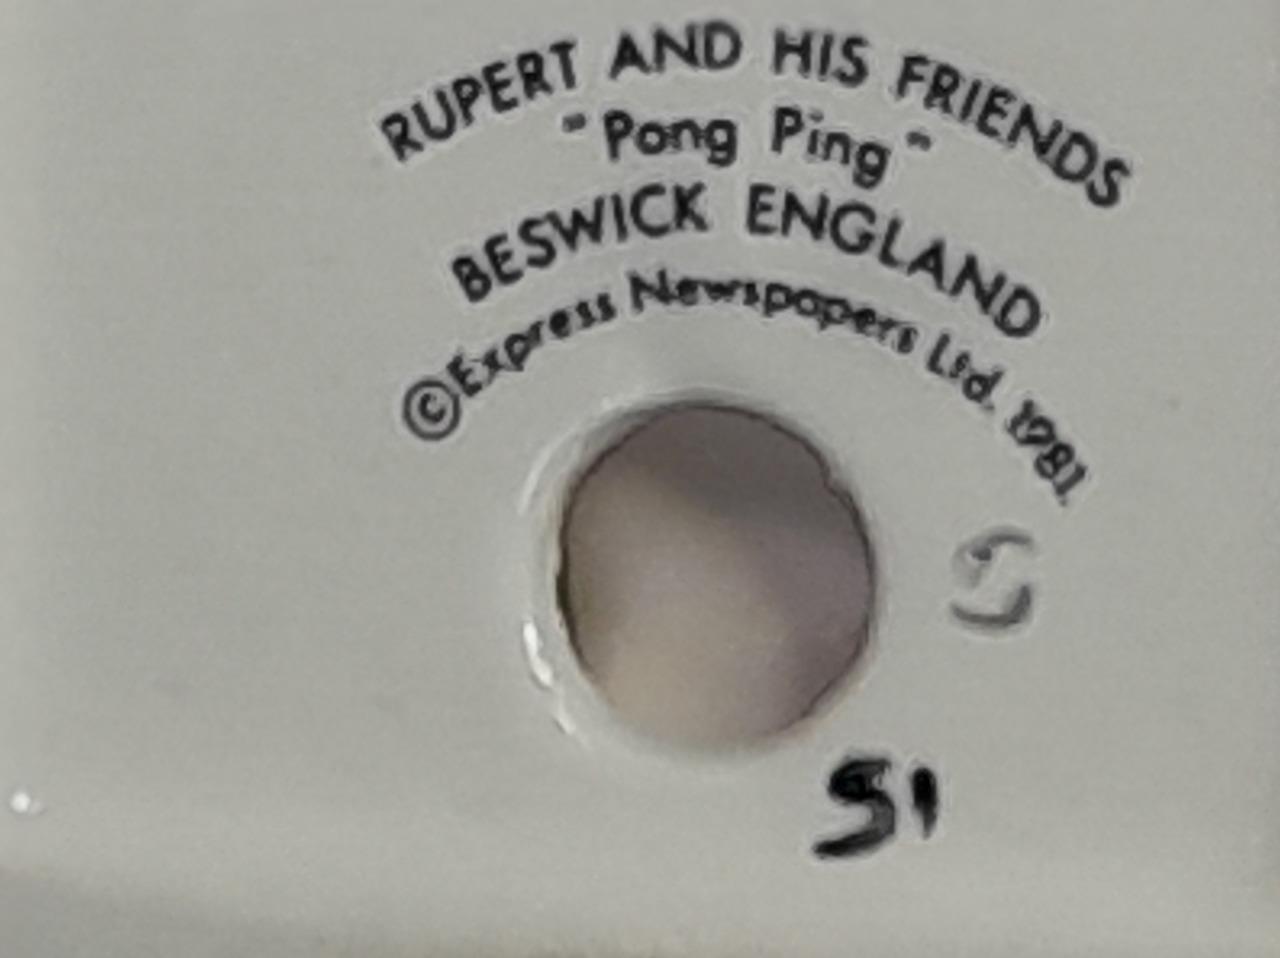 RUPERT AND HIS FRIENDS
"Pong Ping"
BESWICK ENGLAND
©Express Newspapers Ltd. 1981.
51